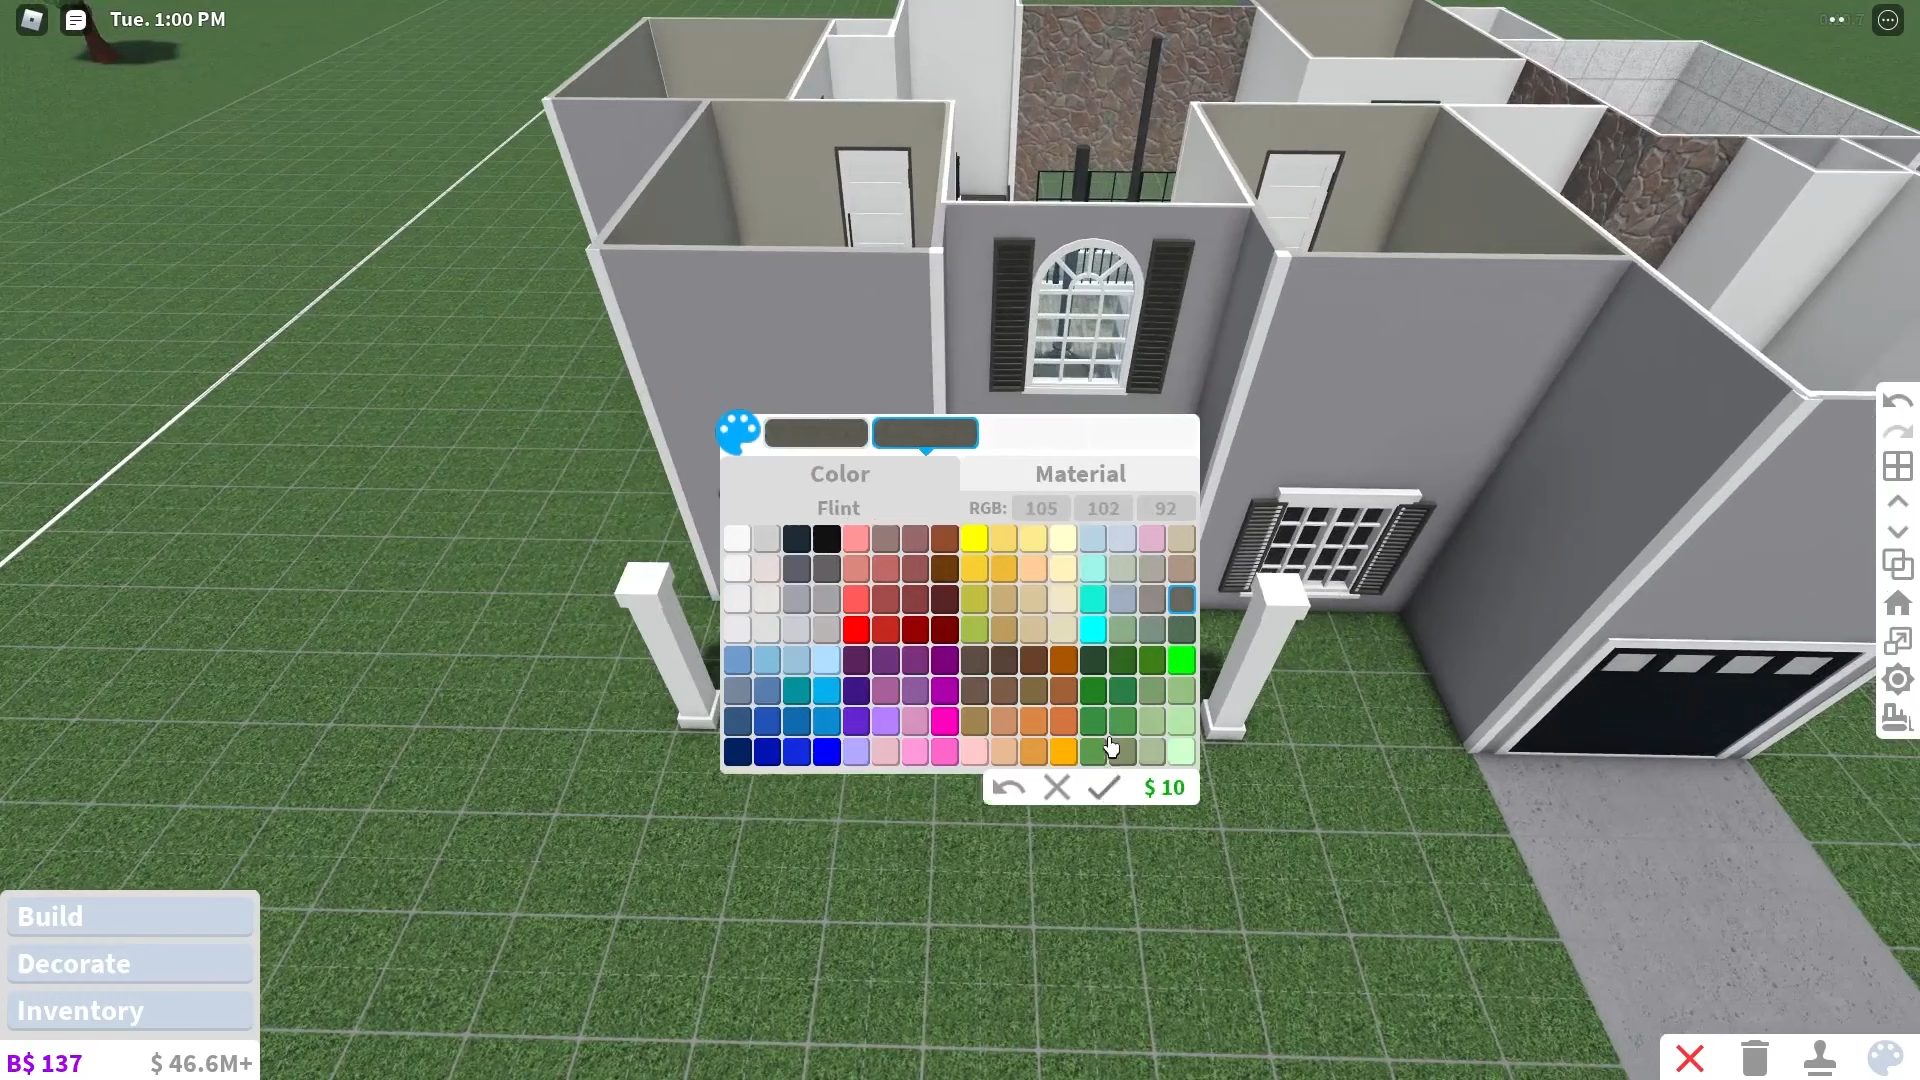 Tue. 1:00 PM
Color
Material
Flint
RGB: 105 102 92
$ 10
Build
Decorate
Inventory
B$ 137
$ 46.6M+